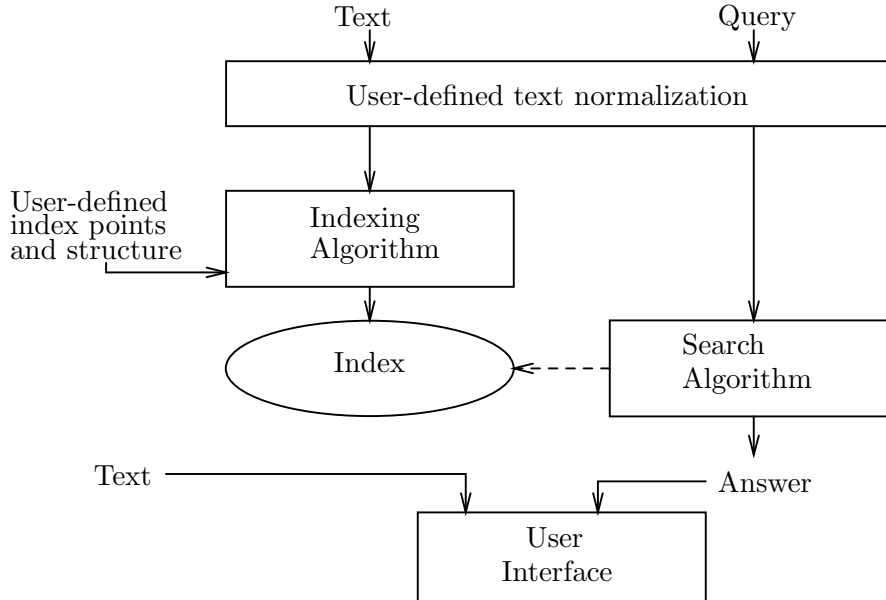 Text
Query
User-defined text normalization
User-defined
index points
and structure
Indexing
Algorithm
Index
Search
Algorithm
Text
Answer
User
Interface